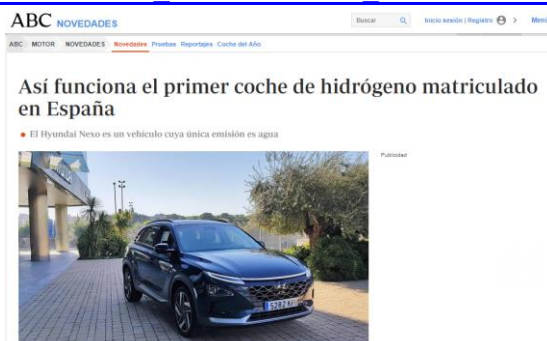 ABC NOVEDADES
Buscar
Inicio sesión | Registro
Menú
ABC MOTOR NOVEDADES Novedades Pruebas Reportajes Coche del Año
Así funciona el primer coche de hidrógeno matriculado
en España
El Hyundai Nexo es un vehículo cuya única emisión es agua
Publicidad